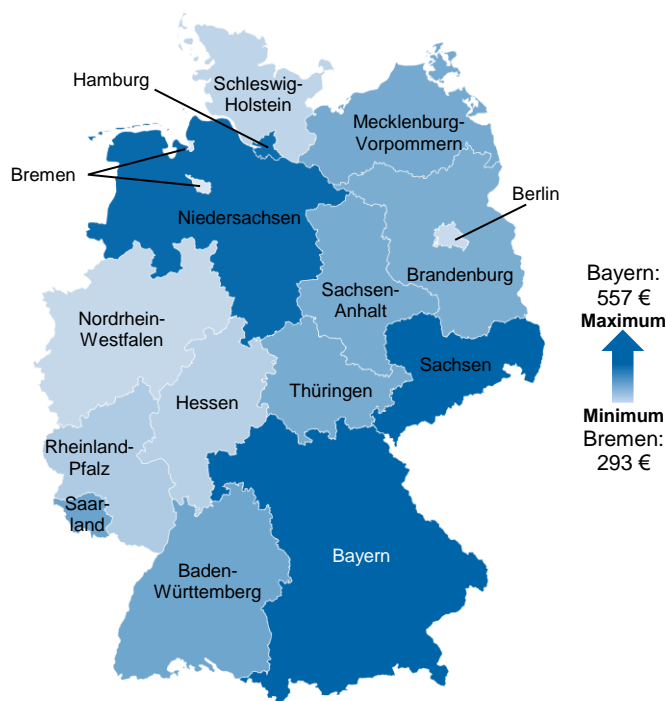 Hamburg
Schleswig-
Holstein
Mecklenburg-
Vorpommern
Bremen
Berlin
Niedersachsen
Brandenburg
Sachsen-
Anhalt
Nordrhein-
Westfalen
Sachsen
Thüringen
Hessen
Rheinland-
Pfalz
Saar-
land
Bayern
Baden-
Württemberg
Bayern:
557 €
Maximum
Minimum
Bremen:
293 €